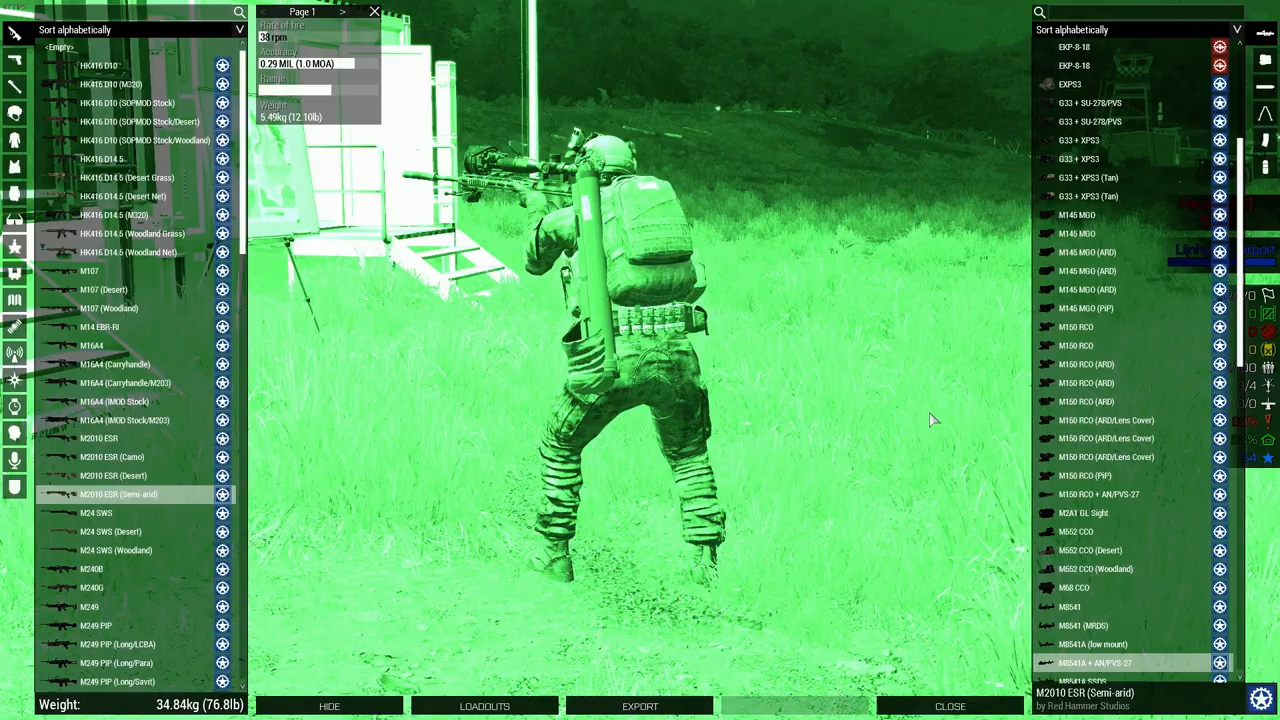 Sort alphabetically
<Empty>
HK416 D10
HK416 D10 (M320)
HK416 D10 (SOPMOD Stock)
HK416 D10 (SOPMOD Stock/Desert)
HK416 D10 (SOPMOD Stock/Woodland)
HK416 D14.5
HK416 D14.5 (Desert Grass)
HK416 D14.5 (Desert Net)
HK416 D14.5 (M320)
HK416 D14.5 (Woodland Grass)
HK416 D14.5 (Woodland Net)
M107
M107 (Desert)
M107 (Woodland)
M14 EBR-RI
M16A4
M16A4 (Carryhandle)
M16A4 (Carryhandle/M203)
M16A4 (IMOD Stock)
M16A4 (IMOD Stock/M203)
M2010 ESR
M2010 ESR (Camo)
M2010 ESR (Desert)
M2010 ESR (Semi-arid)
M24 SWS
M24 SWS (Desert)
M24 SWS (Woodland)
M240B
M240G
M249
M249 PIP
M249 PIP (Long/LCBA)
M249 PIP (Long/Para)
M249 PIP (Long/Savit)
Weight: 34.84kg (76.8lb)
< Page 1
Rate of fire
38 rpm
Accuracy
0.29 MIL (1.0 MOA)
Range
Weight
5.49kg (12.10lb)
HIDE
LOADOUTS
EXPORT
CLOSE
Sort alphabetically
EKP-8-18
EKP-8-18
EXPS3
G33 + SU-278/PVS
G33 + SU-278/PVS
G33 + XPS3
G33 + XPS3
G33 + XPS3 (Tan)
G33 + XPS3 (Tan)
M145 MGO
M145 MGO
M145 MGO (ARD)
M145 MGO (ARD)
M145 MGO (ARD)
M145 MGO (PiP)
M150 RCO
M150 RCO
M150 RCO (ARD)
M150 RCO (ARD)
M150 RCO (ARD)
M150 RCO (ARD/Lens Cover)
M150 RCO (ARD/Lens Cover)
M150 RCO (ARD/Lens Cover)
M150 RCO (PiP)
M150 RCO + AN/PVS-27
M2A1 GL Sight
M552 CCO
M552 CCO (Desert)
M552 CCO (Woodland)
M68 CCO
M8541
M8541 (MRDS)
M8541A (low mount)
M8541A + AN/PVS-27
M8541A SSDS
M2010 ESR (Semi-arid)
by Red Hammer Studios